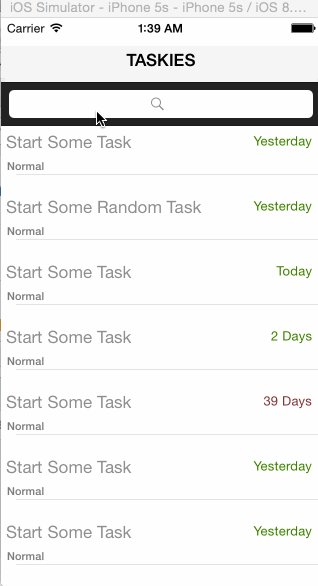 iOS Simulator - iPhone 5s - iPhone 5s / iOS 8....
Carrier 1:39 AM
TASKIES
Start Some Task Yesterday
Normal
Start Some Random Task Yesterday
Normal
Start Some Task Today
Normal
Start Some Task 2 Days
Normal
Start Some Task 39 Days
Normal
Start Some Task Yesterday
Normal
Start Some Task Yesterday
Normal